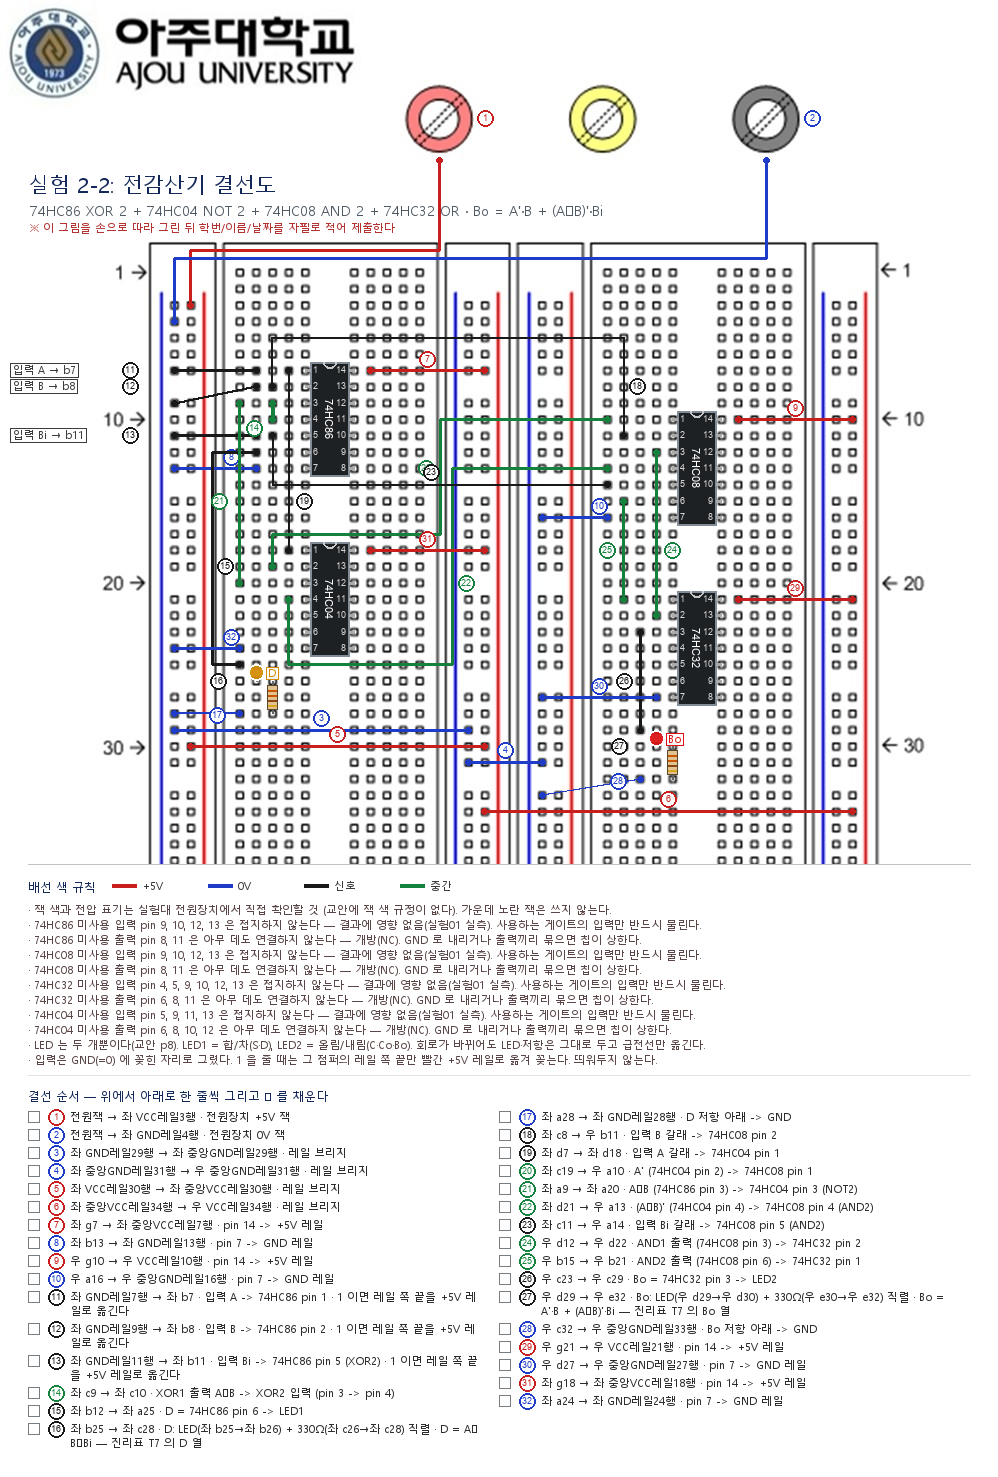 아주대학교
AJOU UNIVERSITY
AJOU UNIVERSITY
1973
1
2
실험 2-2: 전감산기 결선도
74HC86 XOR 2 + 74HC04 NOT 2 + 74HC08 AND 2 + 74HC32 OR · Bo = A'·B + (A□B)'·Bi
※ 이 그림을 손으로 따라 그린 뒤 학번/이름/날짜를 자필로 적어 제출한다
1
1
입력 A → b7
11
입력 B → b8
12
입력 Bi → b11
13
10
10
20
20
30
30
74HC86
74HC04
74HC08
74HC32
D
Bo
배선 색 규칙 +5V 0V 신호 중간
· 잭 색과 전압 표기는 실험대 전원장치에서 직접 확인할 것 (교안에 잭 색 규정이 없다). 가운데 노란 잭은 쓰지 않는다.
· 74HC86 미사용 입력 pin 9, 10, 12, 13 은 접지하지 않는다 — 결과에 영향 없음(실험01 실측). 사용하는 게이트의 입력만 반드시 물린다.
· 74HC86 미사용 출력 pin 8, 11 은 아무 데도 연결하지 않는다 — 개방(NC). GND 로 내리거나 출력끼리 묶으면 칩이 상한다.
· 74HC08 미사용 입력 pin 9, 10, 12, 13 은 접지하지 않는다 — 결과에 영향 없음(실험01 실측). 사용하는 게이트의 입력만 반드시 물린다.
· 74HC08 미사용 출력 pin 8, 11 은 아무 데도 연결하지 않는다 — 개방(NC). GND 로 내리거나 출력끼리 묶으면 칩이 상한다.
· 74HC32 미사용 입력 pin 4, 5, 9, 10, 12, 13 은 접지하지 않는다 — 결과에 영향 없음(실험01 실측). 사용하는 게이트의 입력만 반드시 물린다.
· 74HC32 미사용 출력 pin 6, 8, 11 은 아무 데도 연결하지 않는다 — 개방(NC). GND 로 내리거나 출력끼리 묶으면 칩이 상한다.
· 74HC04 미사용 입력 pin 5, 9, 11, 13 은 접지하지 않는다 — 결과에 영향 없음(실험01 실측). 사용하는 게이트의 입력만 반드시 물린다.
· 74HC04 미사용 출력 pin 6, 8, 10, 12 은 아무 데도 연결하지 않는다 — 개방(NC). GND 로 내리거나 출력끼리 묶으면 칩이 상한다.
· LED 는 두 개뿐이다(교안 p8). LED1 = 합/차(S·D), LED2 = 올림/내림(C·Co·Bo). 회로가 바뀌어도 LED·저항은 그대로 두고 급전선만 옮긴다.
· 입력은 GND(=0) 에 꽂힌 자리로 그렸다. 1 을 줄 때는 그 점퍼의 레일 쪽 끝만 빨간 +5V 레일로 옮겨 꽂는다. 띄워두지 않는다.
결선 순서 — 위에서 아래로 한 줄씩 그리고 □ 를 채운다
1 전원잭 → 좌 VCC레일3행 · 전원장치 +5V 잭
2 전원잭 → 좌 GND레일4행 · 전원장치 0V 잭
3 좌 GND레일29행 → 좌 중앙GND레일29행 · 레일 브리지
4 좌 중앙GND레일31행 → 우 중앙GND레일31행 · 레일 브리지
5 좌 VCC레일30행 → 좌 중앙VCC레일30행 · 레일 브리지
6 좌 중앙VCC레일34행 → 우 VCC레일34행 · 레일 브리지
7 좌 g7 → 좌 중앙VCC레일7행 · pin 14 -> +5V 레일
8 좌 b13 → 좌 GND레일13행 · pin 7 -> GND 레일
9 우 g10 → 우 VCC레일10행 · pin 14 -> +5V 레일
10 우 a16 → 우 중앙GND레일16행 · pin 7 -> GND 레일
11 좌 GND레일7행 → 좌 b7 · 입력 A -> 74HC86 pin 1 · 1 이면 레일 쪽 끝을 +5V 레
일로 옮긴다
12 좌 GND레일9행 → 좌 b8 · 입력 B -> 74HC86 pin 2 · 1 이면 레일 쪽 끝을 +5V 레
일로 옮긴다
13 좌 GND레일11행 → 좌 b11 · 입력 Bi -> 74HC86 pin 5 (XOR2) · 1 이면 레일 쪽 끝
을 +5V 레일로 옮긴다
14 좌 c9 → 좌 c10 · XOR1 출력 A□B -> XOR2 입력 (pin 3 -> pin 4)
15 좌 b12 → 좌 a25 · D = 74HC86 pin 6 -> LED1
16 좌 b25 → 좌 c28 · D: LED(좌 b25→좌 b26) + 330Ω(좌 c26→좌 c28) 직렬 · D = A□
B□Bi — 진리표 T7 의 D 열
17 좌 a28 → 좌 GND레일28행 · D 저항 아래 -> GND
18 좌 c8 → 우 b11 · 입력 B 갈래 -> 74HC08 pin 2
19 좌 d7 → 좌 d18 · 입력 A 갈래 -> 74HC04 pin 1
20 좌 c19 → 우 a10 · A' (74HC04 pin 2) -> 74HC08 pin 1
21 좌 a9 → 좌 a20 · A□B (74HC86 pin 3) -> 74HC04 pin 3 (NOT2)
22 좌 d21 → 우 a13 · (A□B)' (74HC04 pin 4) -> 74HC08 pin 4 (AND2)
23 좌 c11 → 우 a14 · 입력 Bi 갈래 -> 74HC08 pin 5 (AND2)
24 우 d12 → 우 d22 · AND1 출력 (74HC08 pin 3) -> 74HC32 pin 2
25 우 b15 → 우 b21 · AND2 출력 (74HC08 pin 6) -> 74HC32 pin 1
26 우 c23 → 우 c29 · Bo = 74HC32 pin 3 -> LED2
27 우 d29 → 우 e32 · Bo: LED(우 d29→우 d30) + 330Ω(우 e30→우 e32) 직렬 · Bo =
A'·B + (A□B)'·Bi — 진리표 T7 의 Bo 열
28 우 c32 → 우 중앙GND레일33행 · Bo 저항 아래 -> GND
29 우 g21 → 우 VCC레일21행 · pin 14 -> +5V 레일
30 우 d27 → 우 중앙GND레일27행 · pin 7 -> GND 레일
31 좌 g18 → 좌 중앙VCC레일18행 · pin 14 -> +5V 레일
32 좌 a24 → 좌 GND레일24행 · pin 7 -> GND 레일